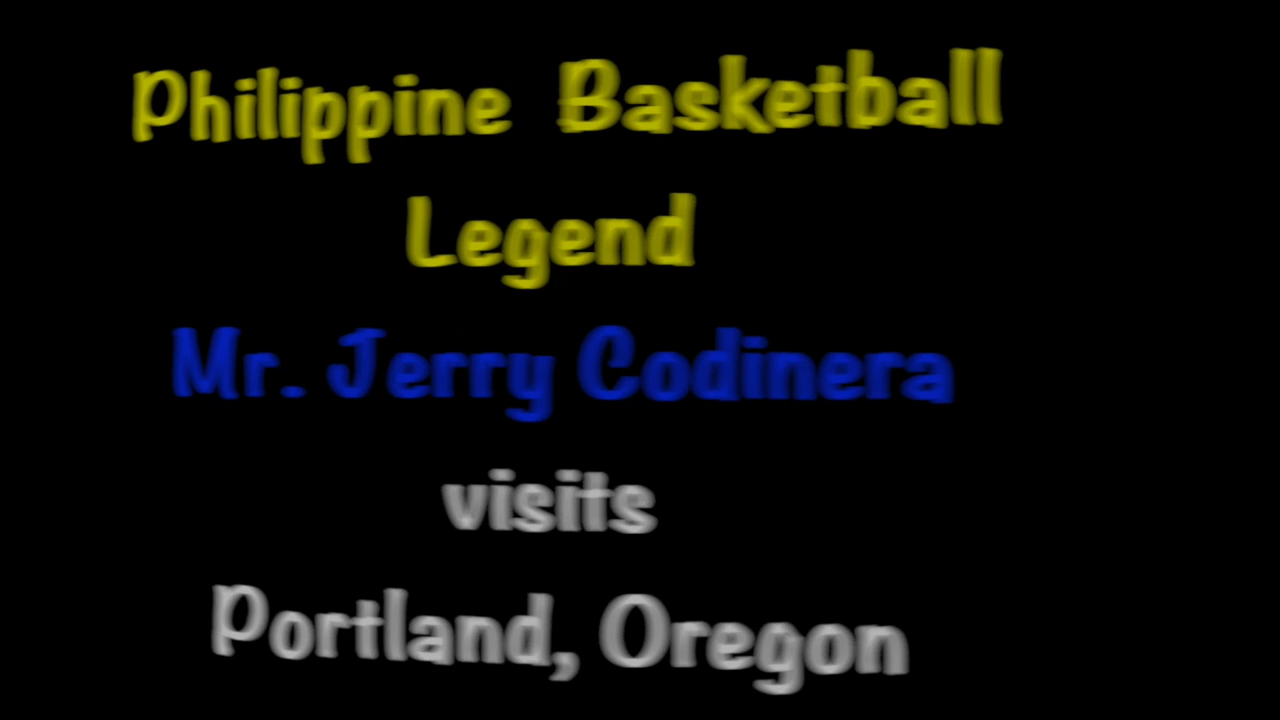 Philippine Basketball
Legend
Mr. Jerry Codinera
visits
Portland, Oregon